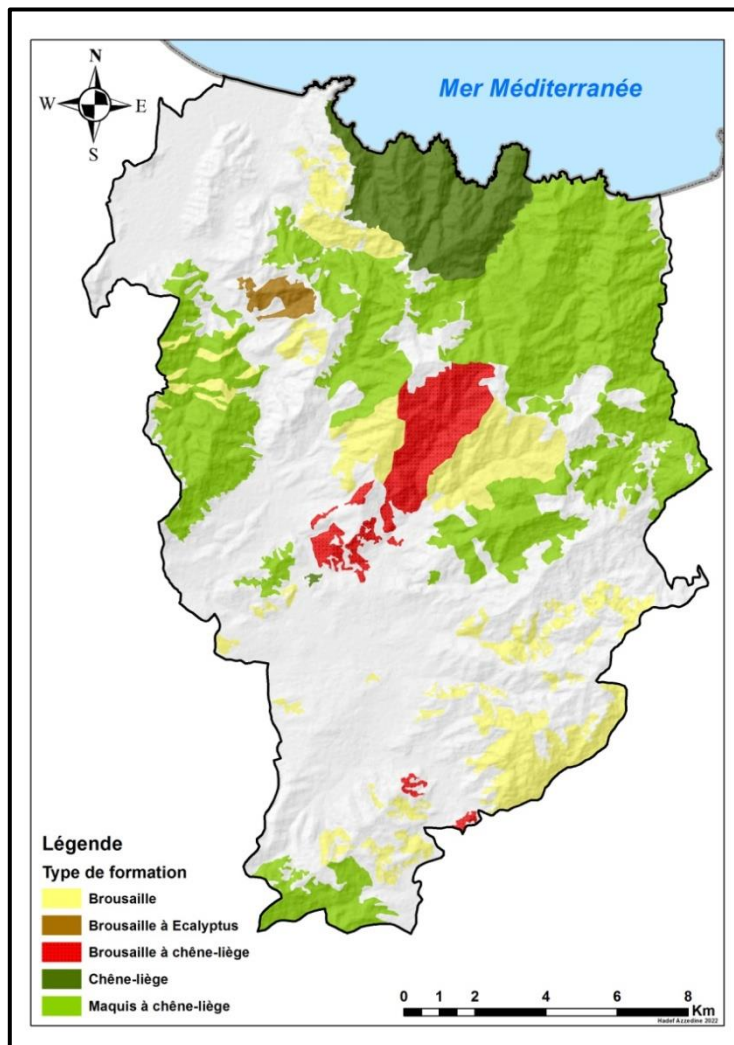 Mer Méditerranée
N
W E
S
Légende
Type de formation
Brousaille
Brousaille à Ecalyptus
Brousaille à chêne-liège
Chêne-liège
Maquis à chêne-liège
0 1 2 4 6 8
Km
Hadef Azzedine 2022